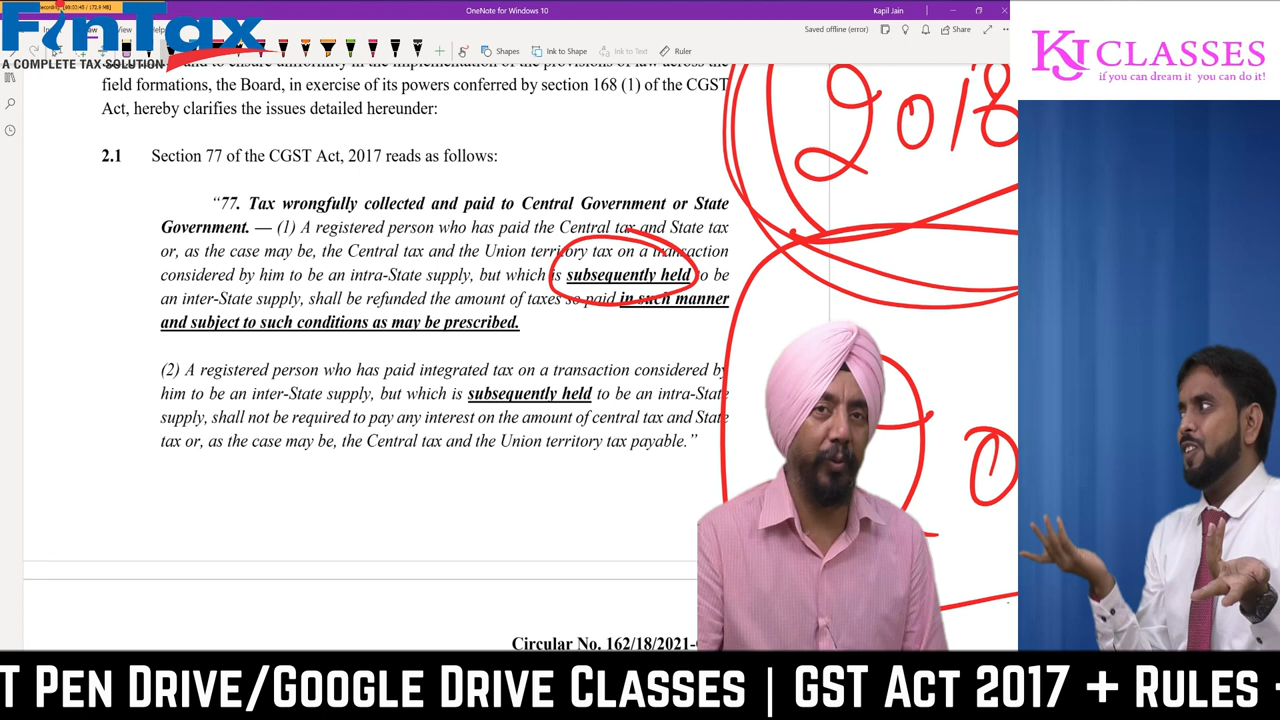 OneNote for Windows 10
Kapil Jain
Saved offline (error)
Share
FinTax
A COMPLETE TAX SOLUTION
View
Shapes
Ink to Shape
Ink to Text
Ruler
KJ CLASSES
if you can dream it you can do it!
field formations, the Board, in exercise of its powers conferred by section 168 (1) of the CGST
Act, hereby clarifies the issues detailed hereunder:
2018
2.1 Section 77 of the CGST Act, 2017 reads as follows:
“77. Tax wrongfully collected and paid to Central Government or State
Government. — (1) A registered person who has paid the Central tax and State tax
or, as the case may be, the Central tax and the Union territory tax on a transaction
considered by him to be an intra-State supply, but which is subsequently held to be
an inter-State supply, shall be refunded the amount of taxes so paid in such manner
and subject to such conditions as may be prescribed.
(2) A registered person who has paid integrated tax on a transaction considered by
him to be an inter-State supply, but which is subsequently held to be an intra-State
supply, shall not be required to pay any interest on the amount of central tax and State
tax or, as the case may be, the Central tax and the Union territory tax payable.”
Circular No. 162/18/2021-
T PEN DRIVE/GOOGLE DRIVE CLASSES | GST ACT 2017 + RULES